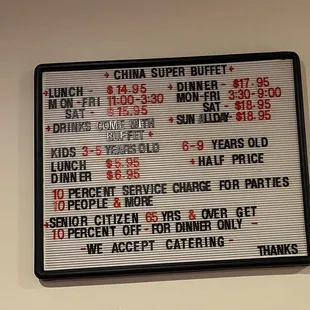 + CHINA SUPER BUFFET +
+ LUNCH - $14.95
MON - FRI 11:00-3:30
SAT - $15.95
+ DRINKS COME WITH BUFFET +
+ DINNER - $17.95
MON-FRI 3:30-9:00
SAT - $18.95
+ SUN ALLDAY- $18.95
KIDS 3-5 YEARS OLD
LUNCH $5.95
DINNER $6.95
6-9 YEARS OLD
+ HALF PRICE
10 PERCENT SERVICE CHARGE FOR PARTIES
10 PEOPLE & MORE
+SENIOR CITIZEN 65 YRS & OVER GET
10 PERCENT OFF - FOR DINNER ONLY -
-WE ACCEPT CATERING-
THANKS